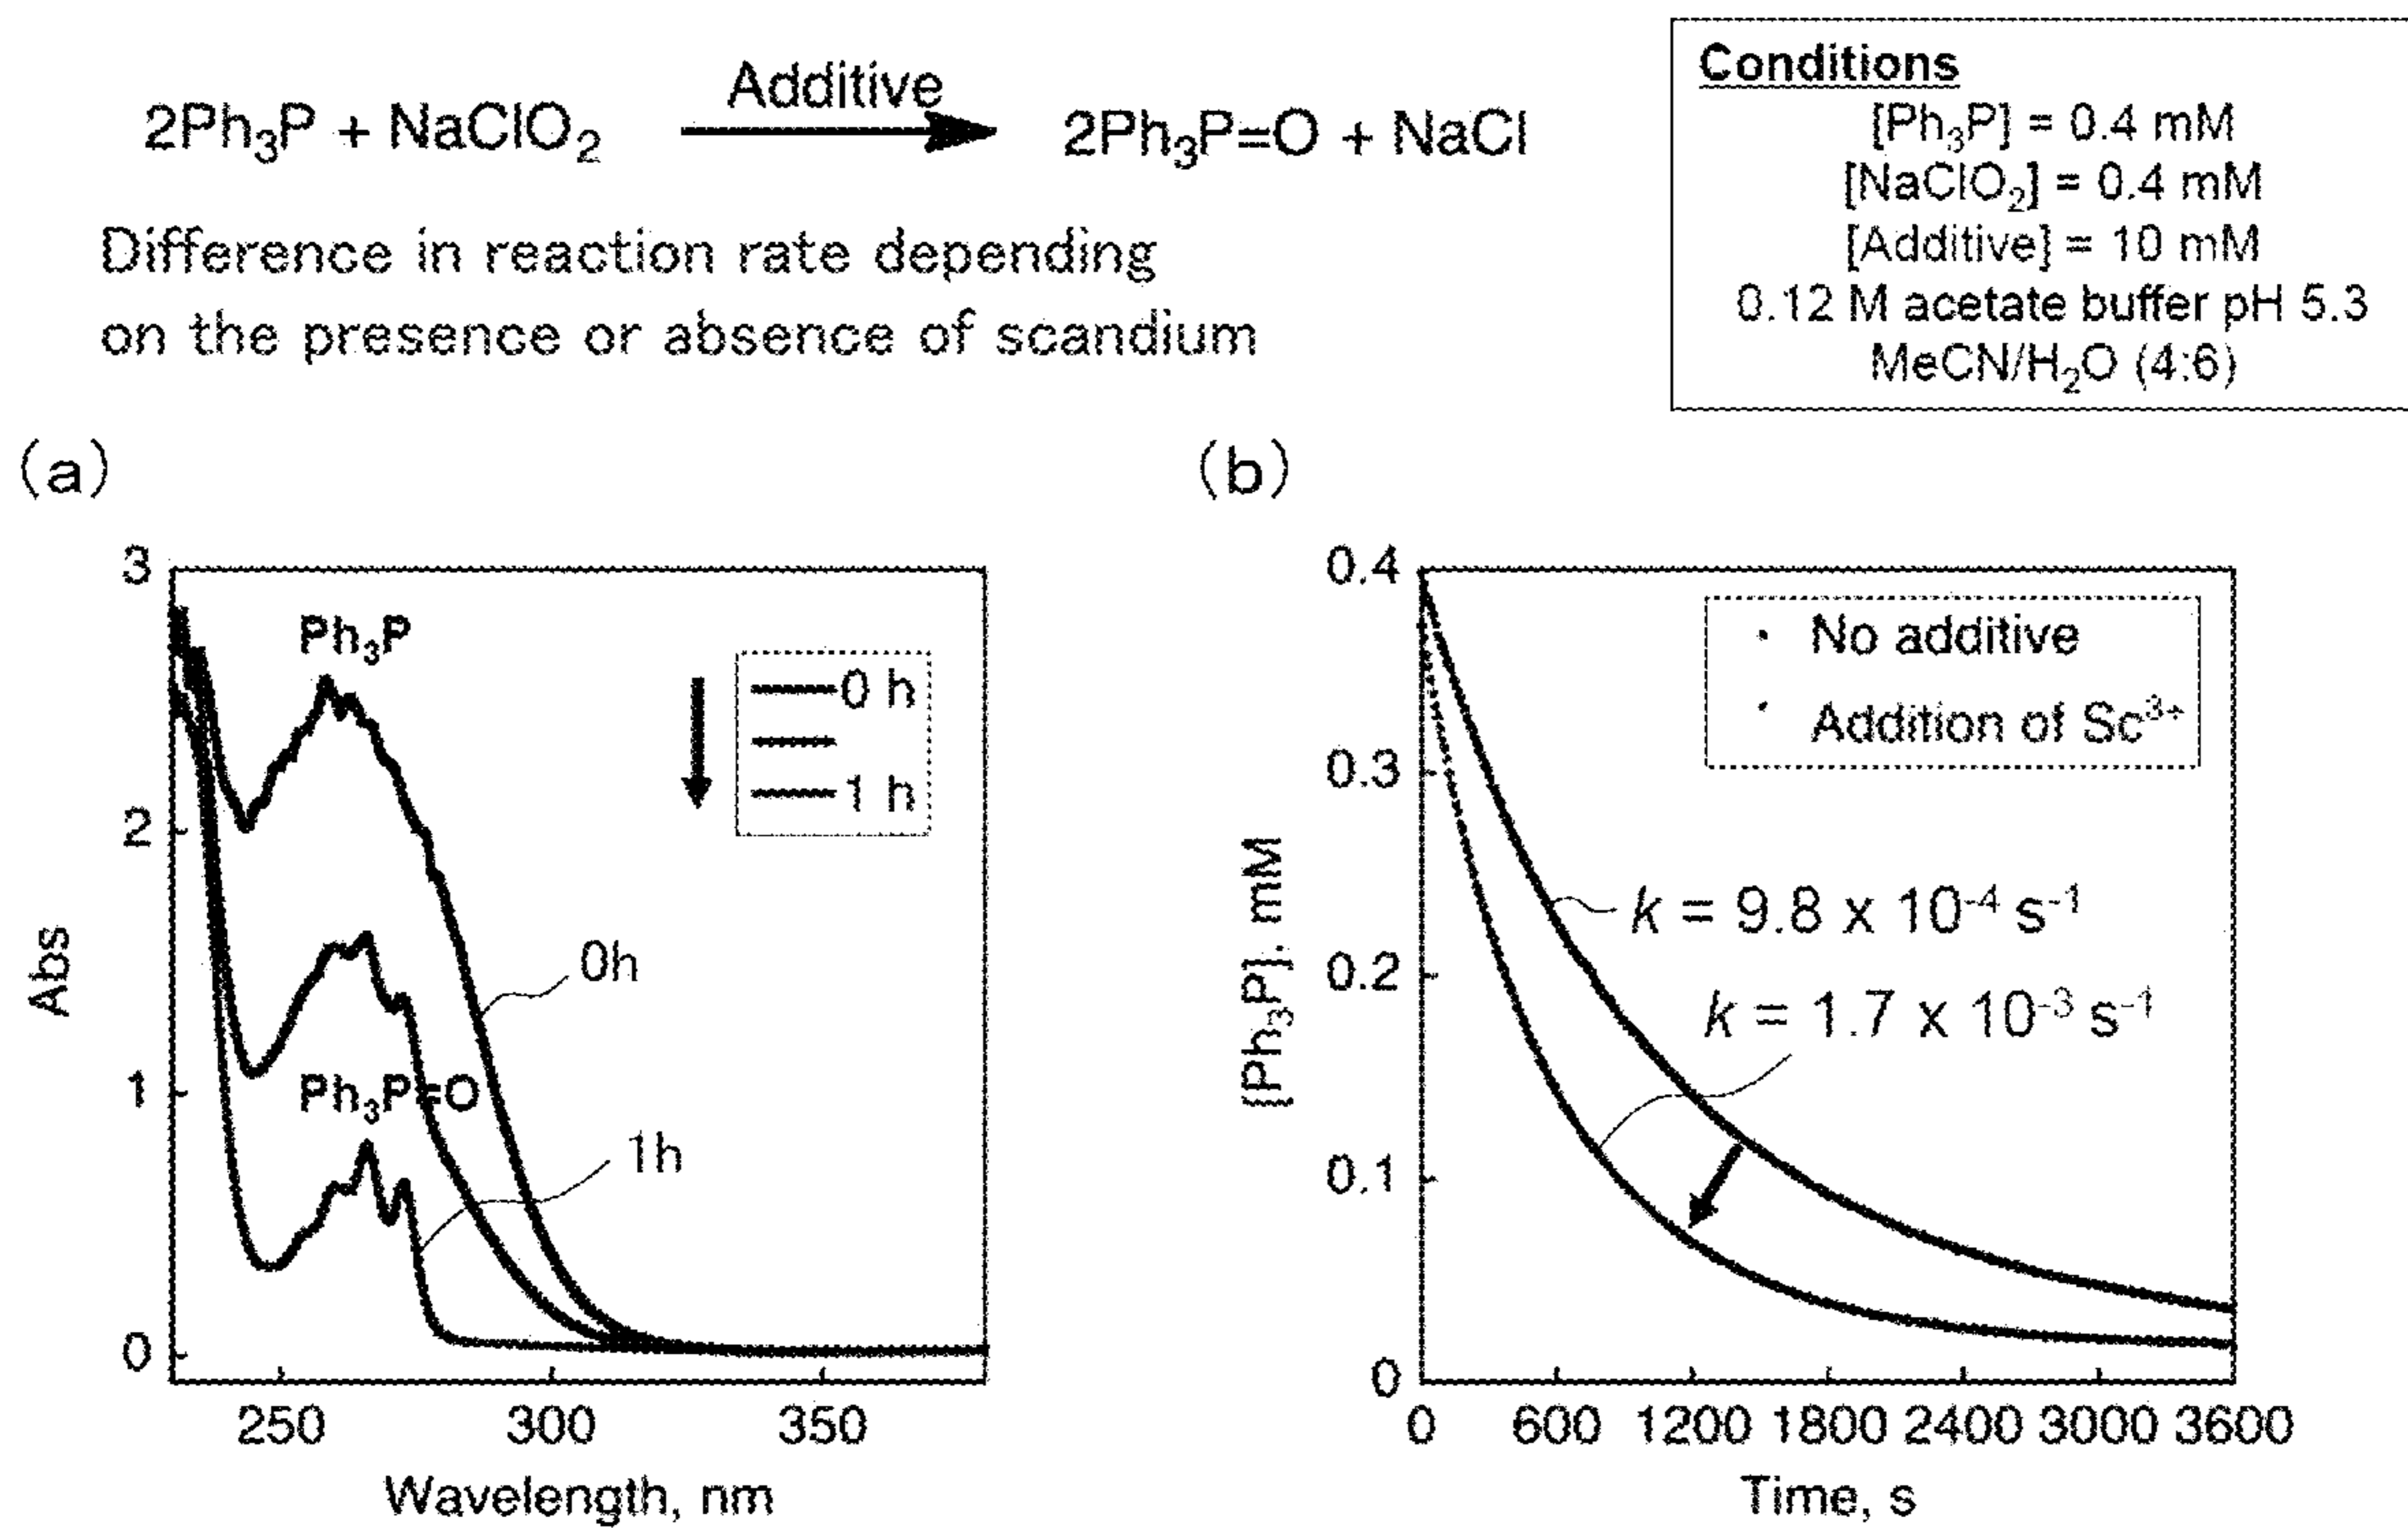 2Ph₃P + NaClO₂ Additive 2Ph₃P=O + NaCl
Difference in reaction rate depending
on the presence or absence of scandium
Conditions
[Ph₃P] = 0.4 mM
[NaClO₂] = 0.4 mM
[Additive] = 10 mM
0.12 M acetate buffer pH 5.3
MeCN/H₂O (4:6)
(a)
3
2
1
0
Abs
Ph₃P
0 h
1 h
0h
Ph₃P=O
1h
250 300 350
Wavelength, nm
(b)
0.4
0.3
0.2
0.1
0
[Ph₃P], mM
No additive
Addition of Sc³⁺
k = 9.8 x 10⁻⁴ s⁻¹
k = 1.7 x 10⁻³ s⁻¹
0 600 1200 1800 2400 3000 3600
Time, s